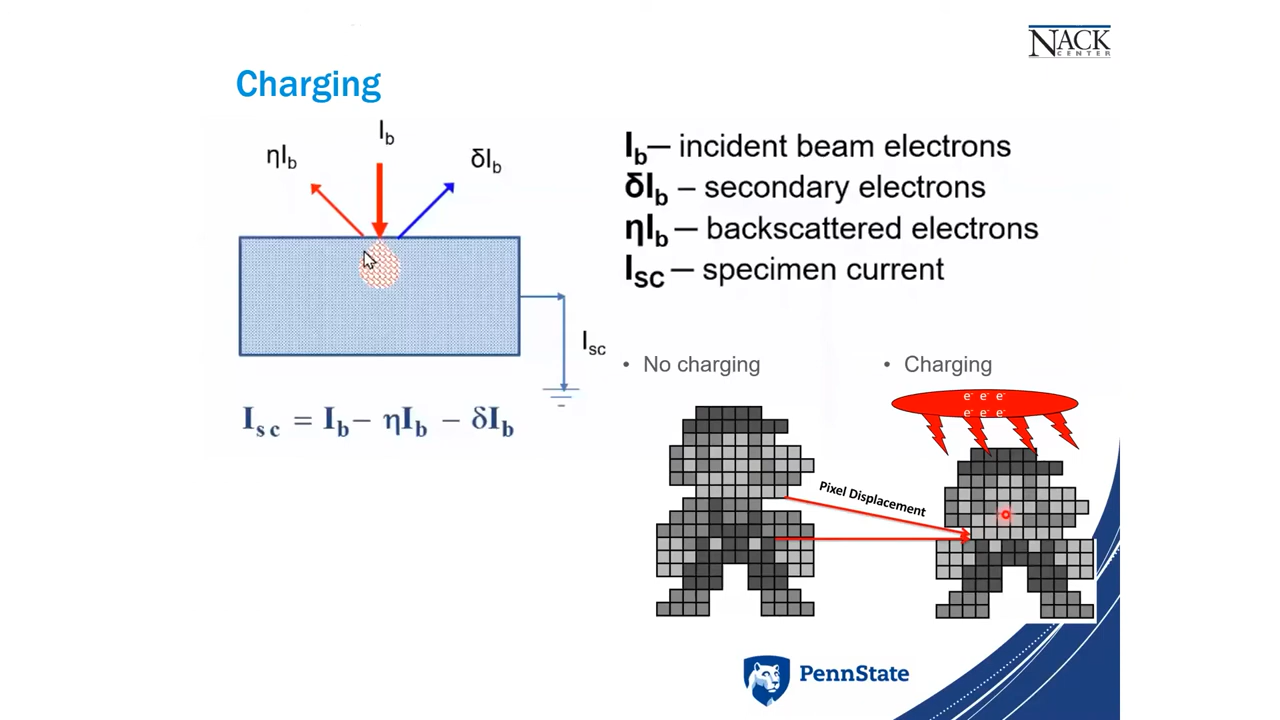 NACK
CENTER
Charging
I_b
ηI_b
δI_b
I_b— incident beam electrons
δI_b – secondary electrons
ηI_b — backscattered electrons
I_SC — specimen current
I_sc
I_sc = I_b – ηI_b – δI_b
• No charging
• Charging
e⁻ e⁻ e⁻
e⁻ e⁻ e⁻
Pixel Displacement
PennState